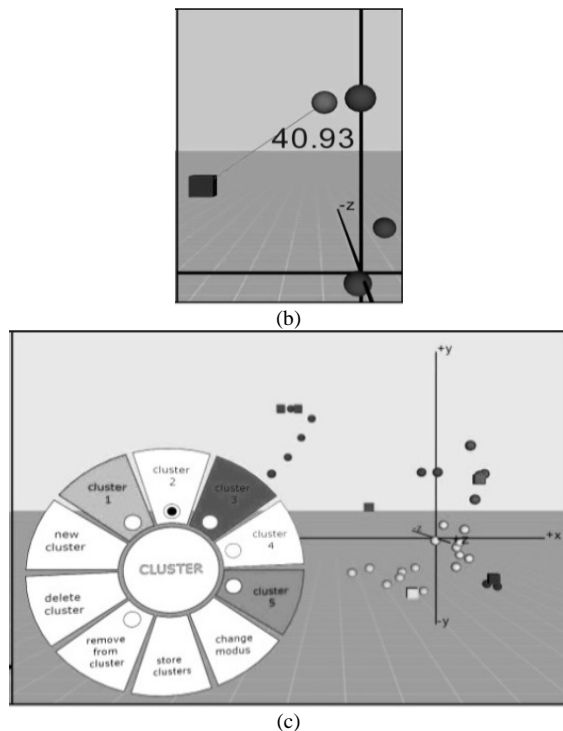 40.93
-z
(b)
+y
cluster
1
cluster
2
cluster
3
cluster
4
cluster
5
change
modus
store
clusters
remove
from
cluster
delete
cluster
new
cluster
CLUSTER
-z
+z
+x
-y
(c)